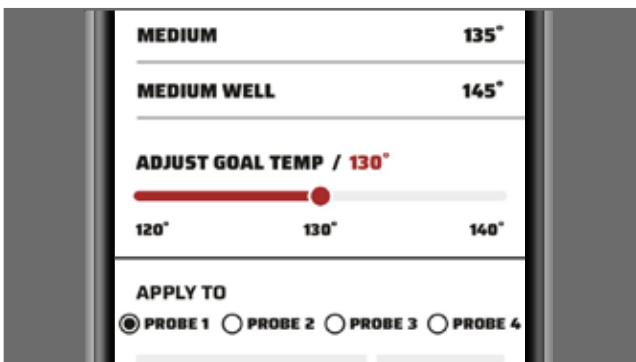 MEDIUM 135°
MEDIUM WELL 145°
ADJUST GOAL TEMP / 130°
120° 130° 140°
APPLY TO
PROBE 1 PROBE 2 PROBE 3 PROBE 4